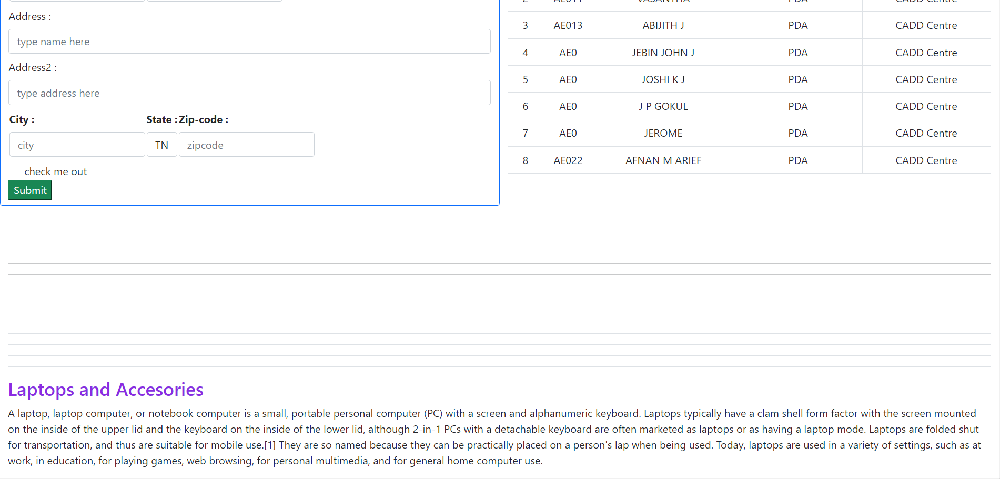 Address :
type name here
Address2 :
type address here
City : State : Zip-code :
city TN zipcode
check me out
Submit
2 AE011 VASANTHA PDA CADD Centre
3 AE013 ABIJITH J PDA CADD Centre
4 AE0 JEBIN JOHN J PDA CADD Centre
5 AE0 JOSHI K J PDA CADD Centre
6 AE0 J P GOKUL PDA CADD Centre
7 AE0 JEROME PDA CADD Centre
8 AE022 AFNAN M ARIEF PDA CADD Centre
Laptops and Accesories
A laptop, laptop computer, or notebook computer is a small, portable personal computer (PC) with a screen and alphanumeric keyboard. Laptops typically have a clam shell form factor with the screen mounted
on the inside of the upper lid and the keyboard on the inside of the lower lid, although 2-in-1 PCs with a detachable keyboard are often marketed as laptops or as having a laptop mode. Laptops are folded shut
for transportation, and thus are suitable for mobile use.[1] They are so named because they can be practically placed on a person's lap when being used. Today, laptops are used in a variety of settings, such as at
work, in education, for playing games, web browsing, for personal multimedia, and for general home computer use.